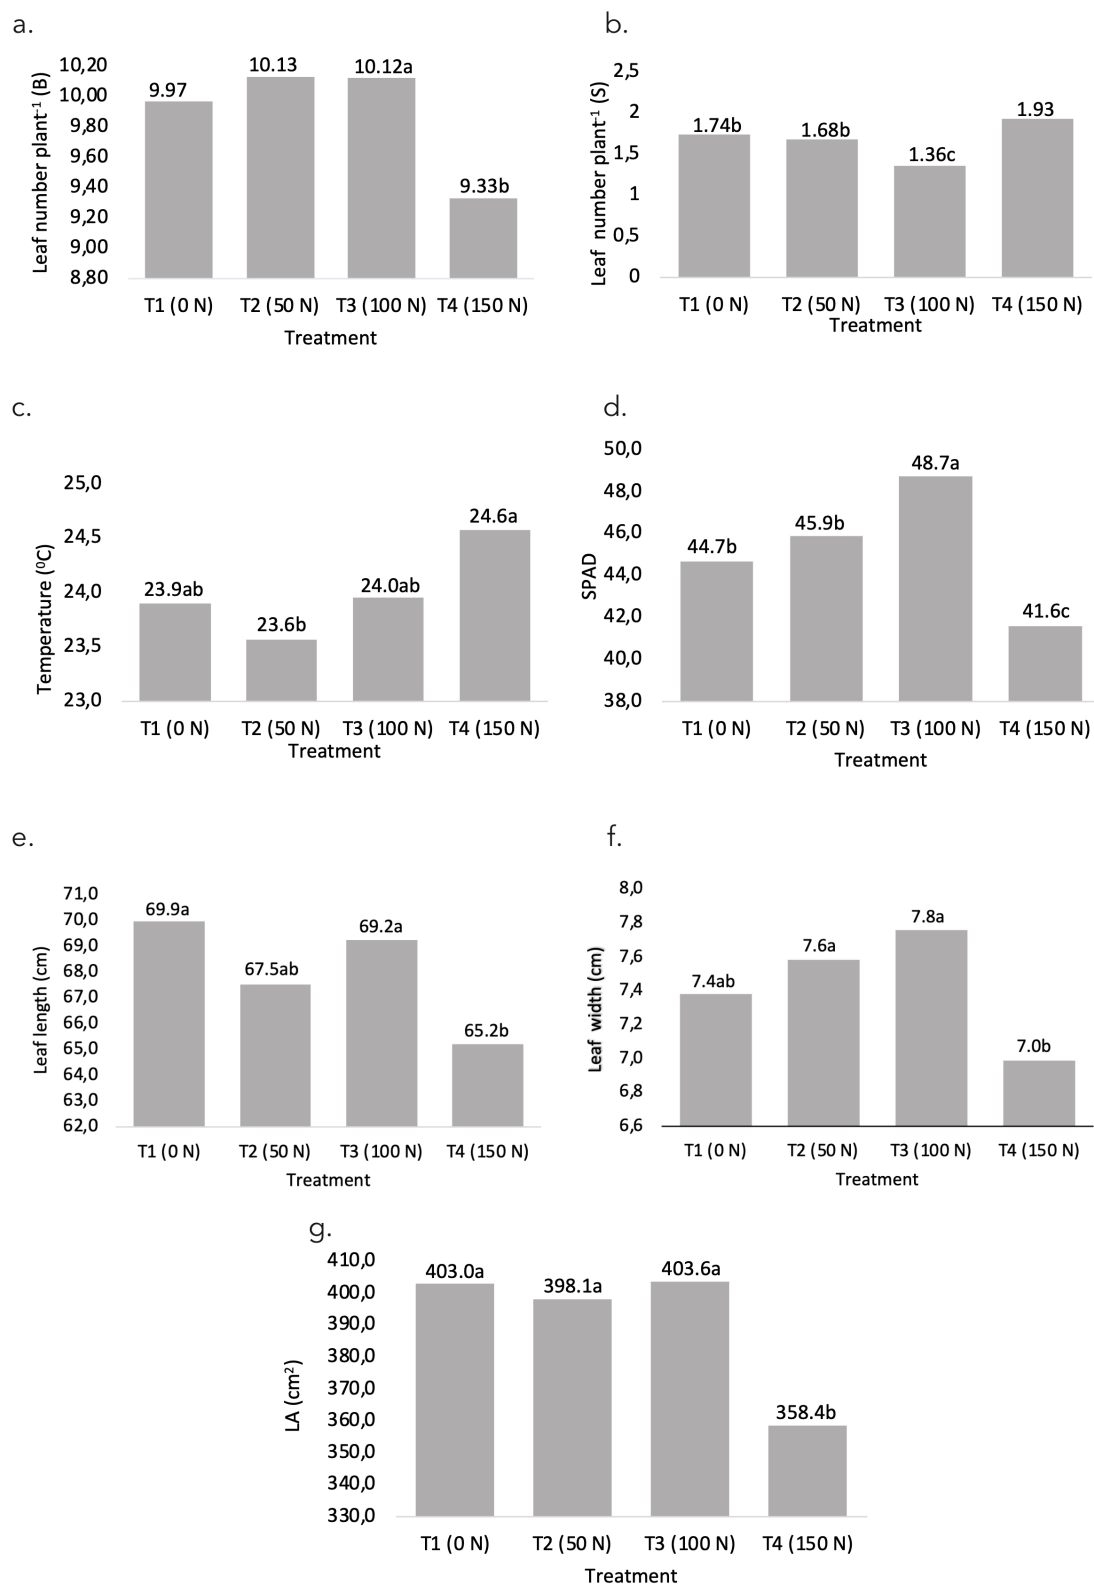 a.
Leaf number plant⁻¹ (B)
10,20
10,00
9,80
9,60
9,40
9,20
9,00
8,80
9.97
10.13
10.12a
9.33b
T1 (0 N) T2 (50 N) T3 (100 N) T4 (150 N)
Treatment
b.
Leaf number plant⁻¹ (S)
2,5
2
1,5
1
0,5
0
1.74b
1.68b
1.36c
1.93
T1 (0 N) T2 (50 N) T3 (100 N) T4 (150 N)
Treatment
c.
Temperature (⁰C)
25,0
24,5
24,0
23,5
23,0
23.9ab
23.6b
24.0ab
24.6a
T1 (0 N) T2 (50 N) T3 (100 N) T4 (150 N)
Treatment
d.
SPAD
50,0
48,0
46,0
44,0
42,0
40,0
38,0
44.7b
45.9b
48.7a
41.6c
T1 (0 N) T2 (50 N) T3 (100 N) T4 (150 N)
Treatment
e.
Leaf length (cm)
71,0
70,0
69,0
68,0
67,0
66,0
65,0
64,0
63,0
62,0
69.9a
67.5ab
69.2a
65.2b
T1 (0 N) T2 (50 N) T3 (100 N) T4 (150 N)
Treatment
f.
Leaf width (cm)
8,0
7,8
7,6
7,4
7,2
7,0
6,8
6,6
7.4ab
7.6a
7.8a
7.0b
T1 (0 N) T2 (50 N) T3 (100 N) T4 (150 N)
Treatment
g.
LA (cm²)
410,0
400,0
390,0
380,0
370,0
360,0
350,0
340,0
330,0
403.0a
398.1a
403.6a
358.4b
T1 (0 N) T2 (50 N) T3 (100 N) T4 (150 N)
Treatment